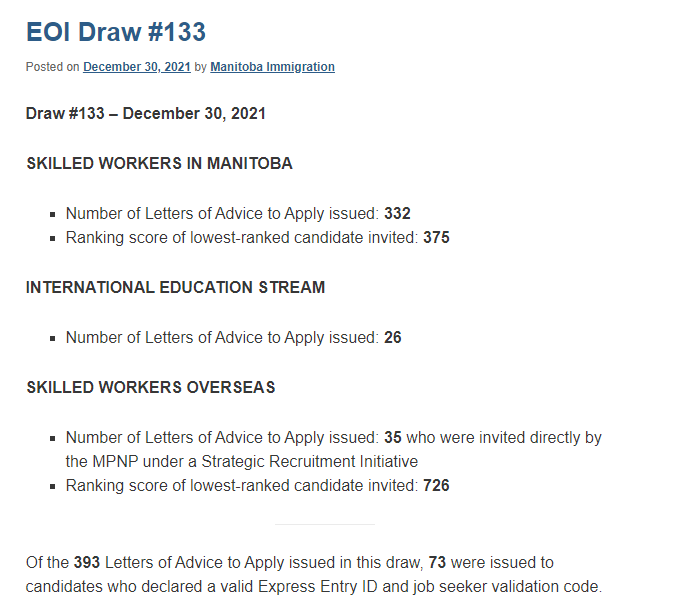 EOI Draw #133
Posted on December 30, 2021 by Manitoba Immigration
Draw #133 – December 30, 2021
SKILLED WORKERS IN MANITOBA
▪ Number of Letters of Advice to Apply issued: 332
▪ Ranking score of lowest-ranked candidate invited: 375
INTERNATIONAL EDUCATION STREAM
▪ Number of Letters of Advice to Apply issued: 26
SKILLED WORKERS OVERSEAS
▪ Number of Letters of Advice to Apply issued: 35 who were invited directly by
the MPNP under a Strategic Recruitment Initiative
▪ Ranking score of lowest-ranked candidate invited: 726
Of the 393 Letters of Advice to Apply issued in this draw, 73 were issued to
candidates who declared a valid Express Entry ID and job seeker validation code.